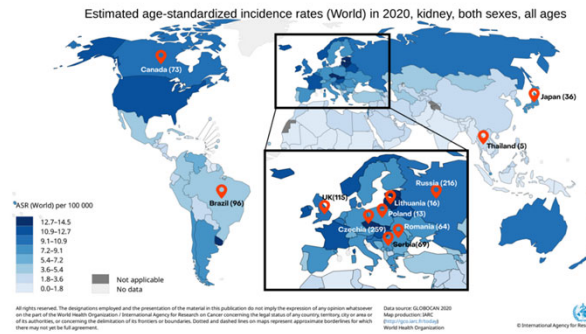 Estimated age-standardized incidence rates (World) in 2020, kidney, both sexes, all ages
Canada (73)
Japan (36)
Thailand (5)
Brazil (96)
Russia (216)
UK(115)
Lithuania (16)
Poland (13)
Czechia (259)
Romania (64)
Serbia(69)
ASR (World) per 100 000
12.7–14.5
10.9–12.7
9.1–10.9
7.2–9.1
5.4–7.2
3.6–5.4
1.8–3.6
0.0–1.8
Not applicable
No data
All rights reserved. The designations employed and the presentation of the material in this publication do not imply the expression of any opinion whatsoever
on the part of the World Health Organization / International Agency for Research on Cancer concerning the legal status of any country, territory, city or area or
of its authorities, or concerning the delimitation of its frontiers or boundaries. Dotted and dashed lines on maps represent approximate borderlines for which
there may not yet be full agreement.
Data source: GLOBOCAN 2020
Map production: IARC
World Health Organization
© International Agency